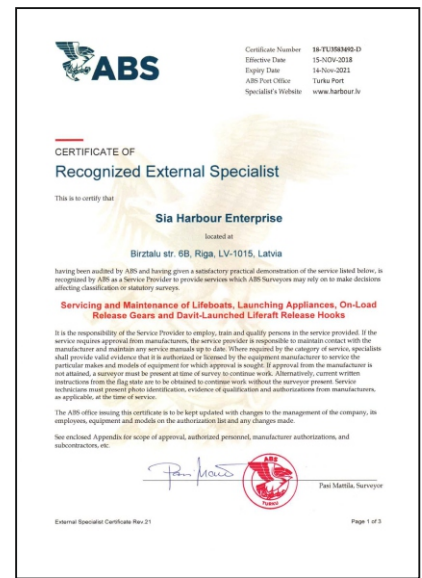 ABS
Certificate Number 18-TU3583492-D
Effective Date 15-NOV-2018
Expiry Date 14-Nov-2021
ABS Port Office Turku Port
Specialist's Website www.harbour.lv
CERTIFICATE OF
Recognized External Specialist
This is to certify that
Sia Harbour Enterprise
located at
Birztalu str. 6B, Riga, LV-1015, Latvia
having been audited by ABS and having given a satisfactory practical demonstration of the service listed below, is
recognized by ABS as a Service Provider to provide services which ABS Surveyors may rely on to make decisions
affecting classification or statutory surveys.
Servicing and Maintenance of Lifeboats, Launching Appliances, On-Load
Release Gears and Davit-Launched Liferaft Release Hooks
It is the responsibility of the Service Provider to employ, train and qualify persons in the service provided. If the
service requires approval from manufacturers, the service provider is responsible to maintain contact with the
manufacturer and maintain any service manuals up to date. Where required by the category of service, specialists
shall provide valid evidence that it is authorized or licensed by the equipment manufacturer to service the
particular makes and models of equipment for which approval is sought. If approval from the manufacturer is
not attained, a surveyor must be present at time of survey to continue work. Alternatively, current written
instructions from the flag state are to be obtained to continue work without the surveyor present. Service
technicians must present photo identification, evidence of qualification and authorizations from manufacturers,
as applicable, at the time of service.
The ABS office issuing this certificate is to be kept updated with changes to the management of the company, its
employees, equipment and models on the authorization list and any changes made.
See enclosed Appendix for scope of approval, authorized personnel, manufacturer authorizations, and
subcontractors, etc.
ABS
TURKU
Pasi Mattila, Surveyor
External Specialist Certificate Rev.21 Page 1 of 3